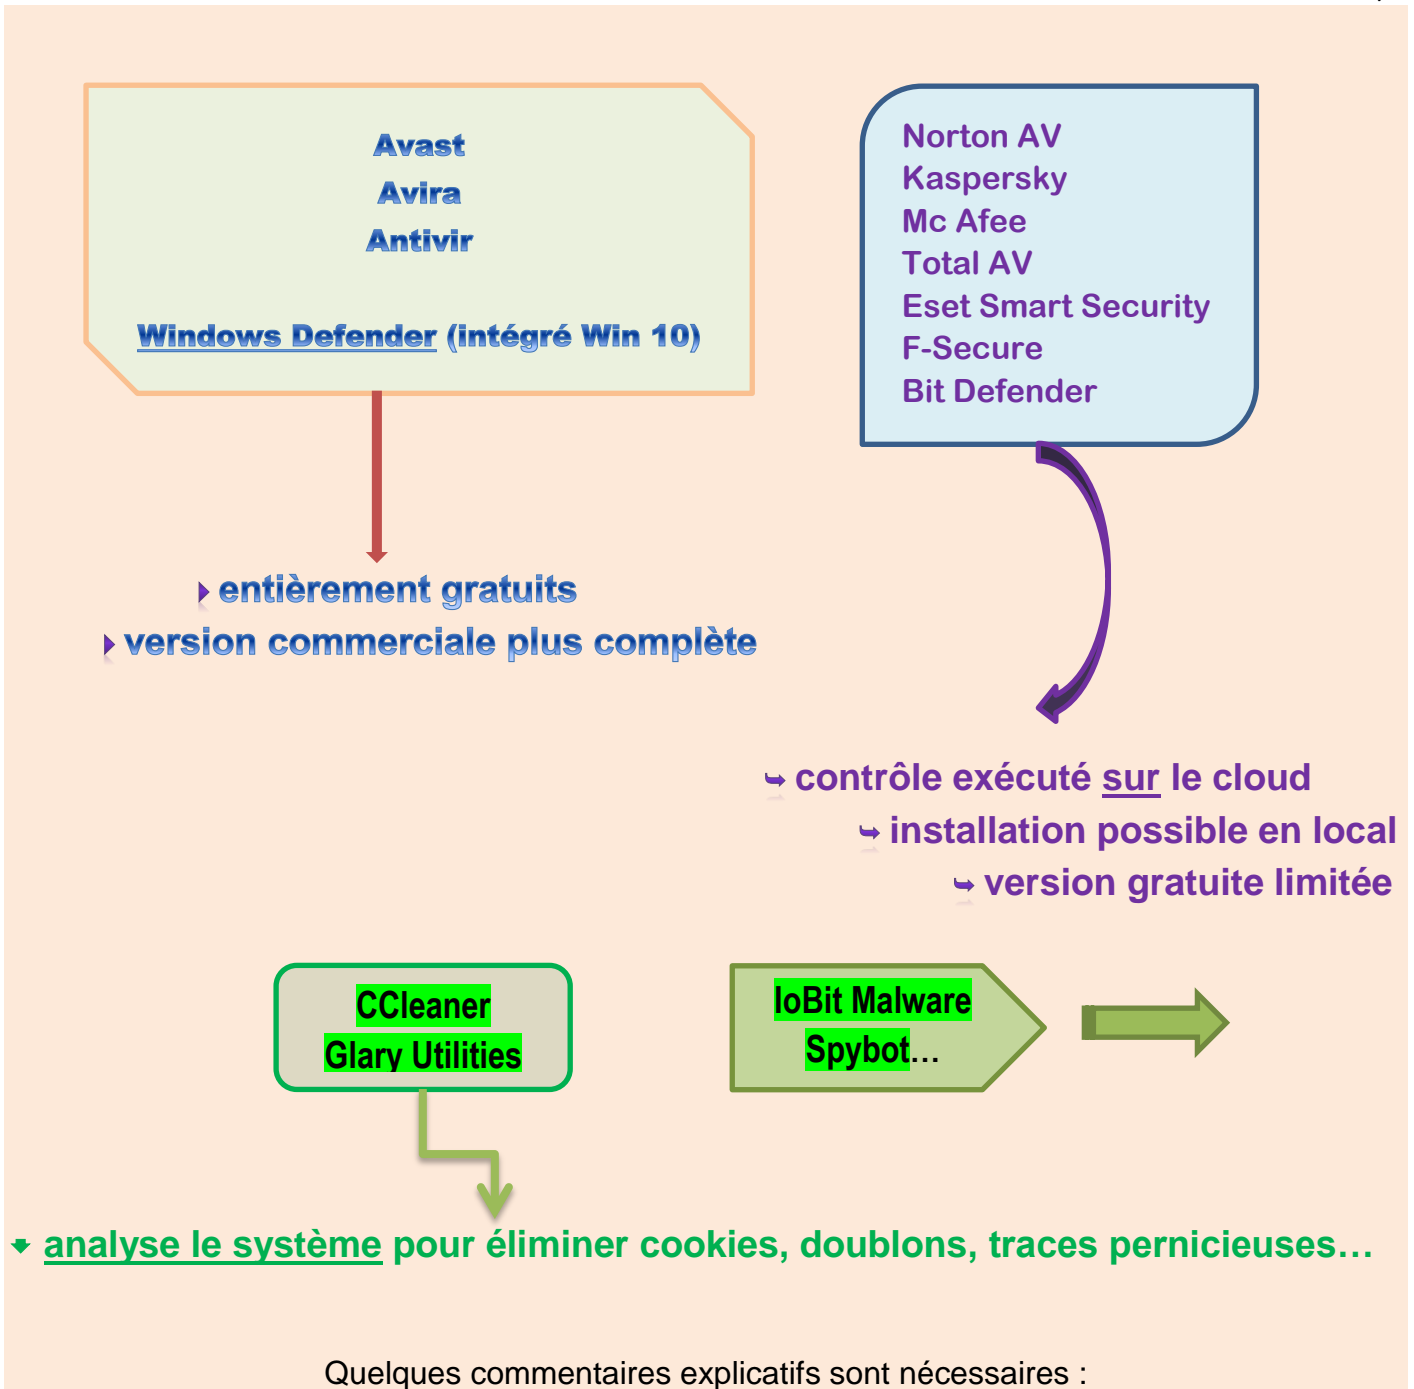 Avast
Avira
Antivir
Windows Defender (intégré Win 10)
Norton AV
Kaspersky
Mc Afee
Total AV
Eset Smart Security
F-Secure
Bit Defender
entièrement gratuits
version commerciale plus complète
contrôle exécuté sur le cloud
installation possible en local
version gratuite limitée
CCleaner
Glary Utilities
IoBit Malware
Spybot…
analyse le système pour éliminer cookies, doublons, traces pernicieuses…
Quelques commentaires explicatifs sont nécessaires :